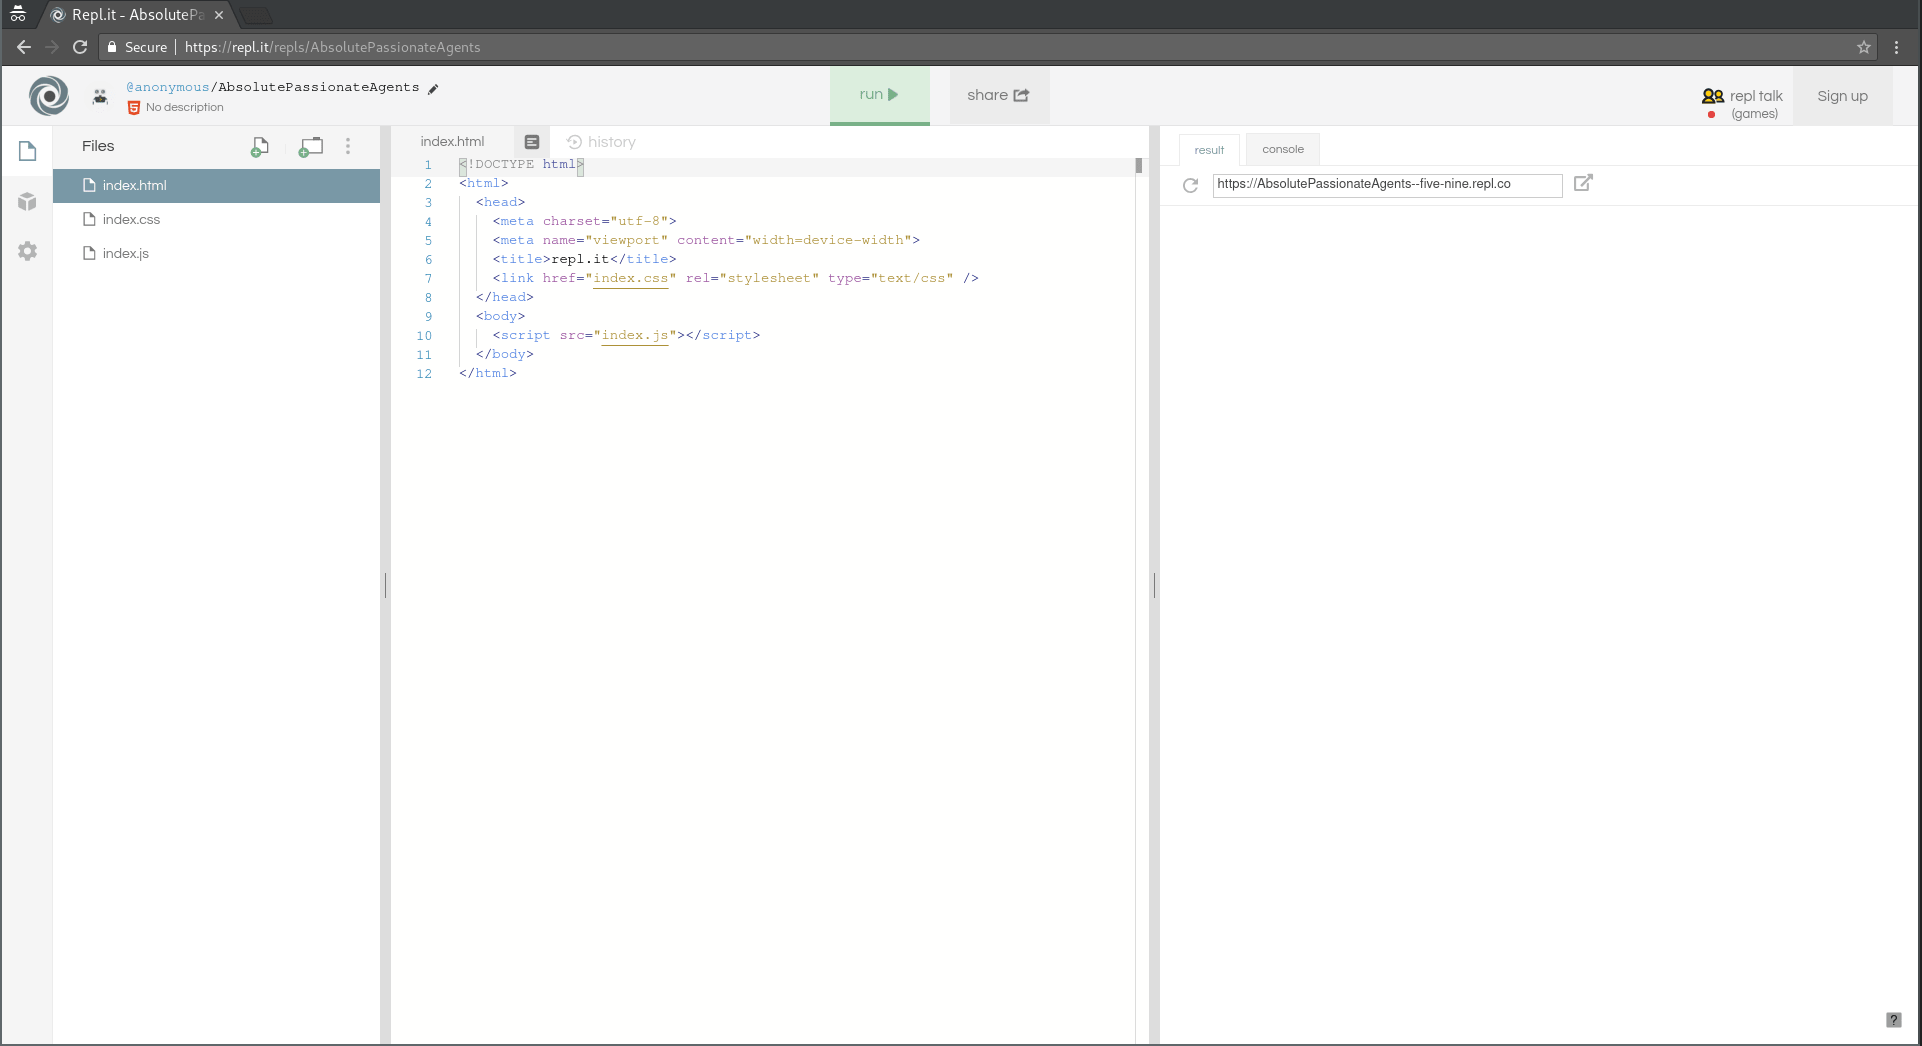 Repl.it - AbsolutePa
Secure | https://repl.it/repls/AbsolutePassionateAgents
@anonymous/AbsolutePassionateAgents
No description
run
share
repl talk
(games)
Sign up
Files
index.html
index.css
index.js
index.html
history
1 <!DOCTYPE html>
2 <html>
3   <head>
4     <meta charset="utf-8">
5     <meta name="viewport" content="width=device-width">
6     <title>repl.it</title>
7     <link href="index.css" rel="stylesheet" type="text/css" />
8   </head>
9   <body>
10     <script src="index.js"></script>
11   </body>
12 </html>
result
console
https://AbsolutePassionateAgents--five-nine.repl.co
?